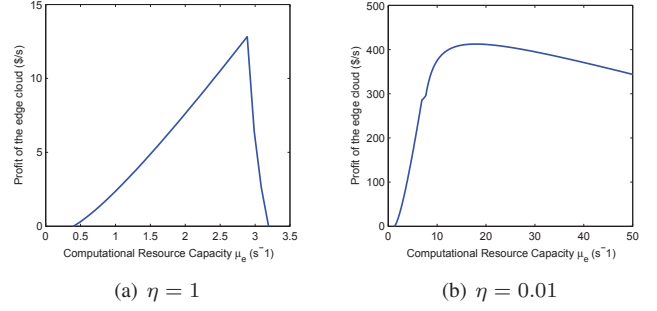 15
10
5
0
Profit of the edge cloud ($/s)
0 0.5 1 1.5 2 2.5 3 3.5
Computational Resource Capacity μe (s^-1)
(a) η = 1
500
400
300
200
100
0
Profit of the edge cloud ($/s)
0 10 20 30 40 50
Computational Resource Capacity μe (s^-1)
(b) η = 0.01